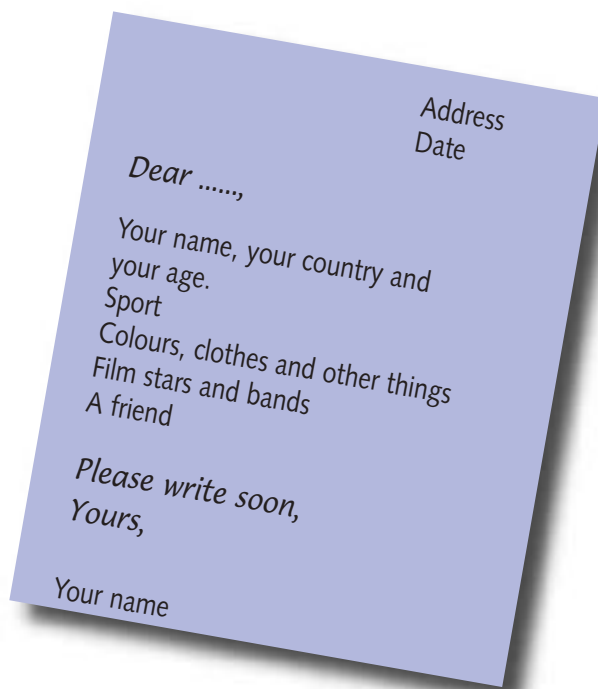 Address
Date
Dear ......,
Your name, your country and
your age.
Sport
Colours, clothes and other things
Film stars and bands
A friend
Please write soon,
Yours,
Your name